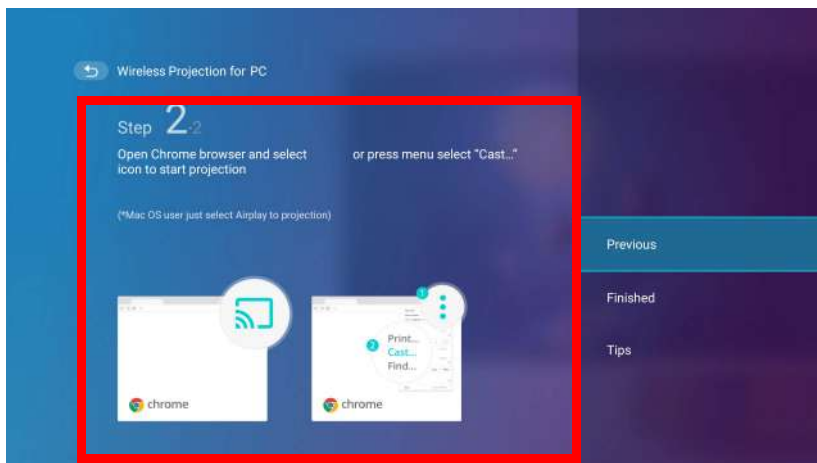 Wireless Projection for PC
Step 2-2
Open Chrome browser and select
icon to start projection
or press menu select "Cast..."
(*Mac OS user just select Airplay to projection)
Previous
Finished
Tips
1
2
Print...
Cast...
Find...
chrome
chrome